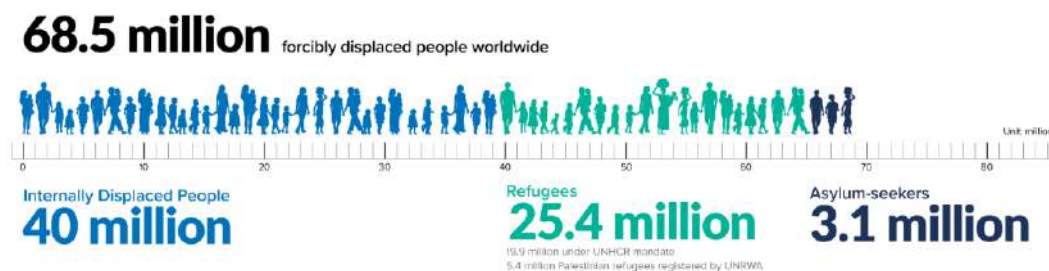 68.5 million forcibly displaced people worldwide
Unit million
0 10 20 30 40 50 60 70 80
Internally Displaced People
40 million
Refugees
25.4 million
19.9 million under UNHCR mandate
5.4 million Palestinian refugees registered by UNRWA
Asylum-seekers
3.1 million